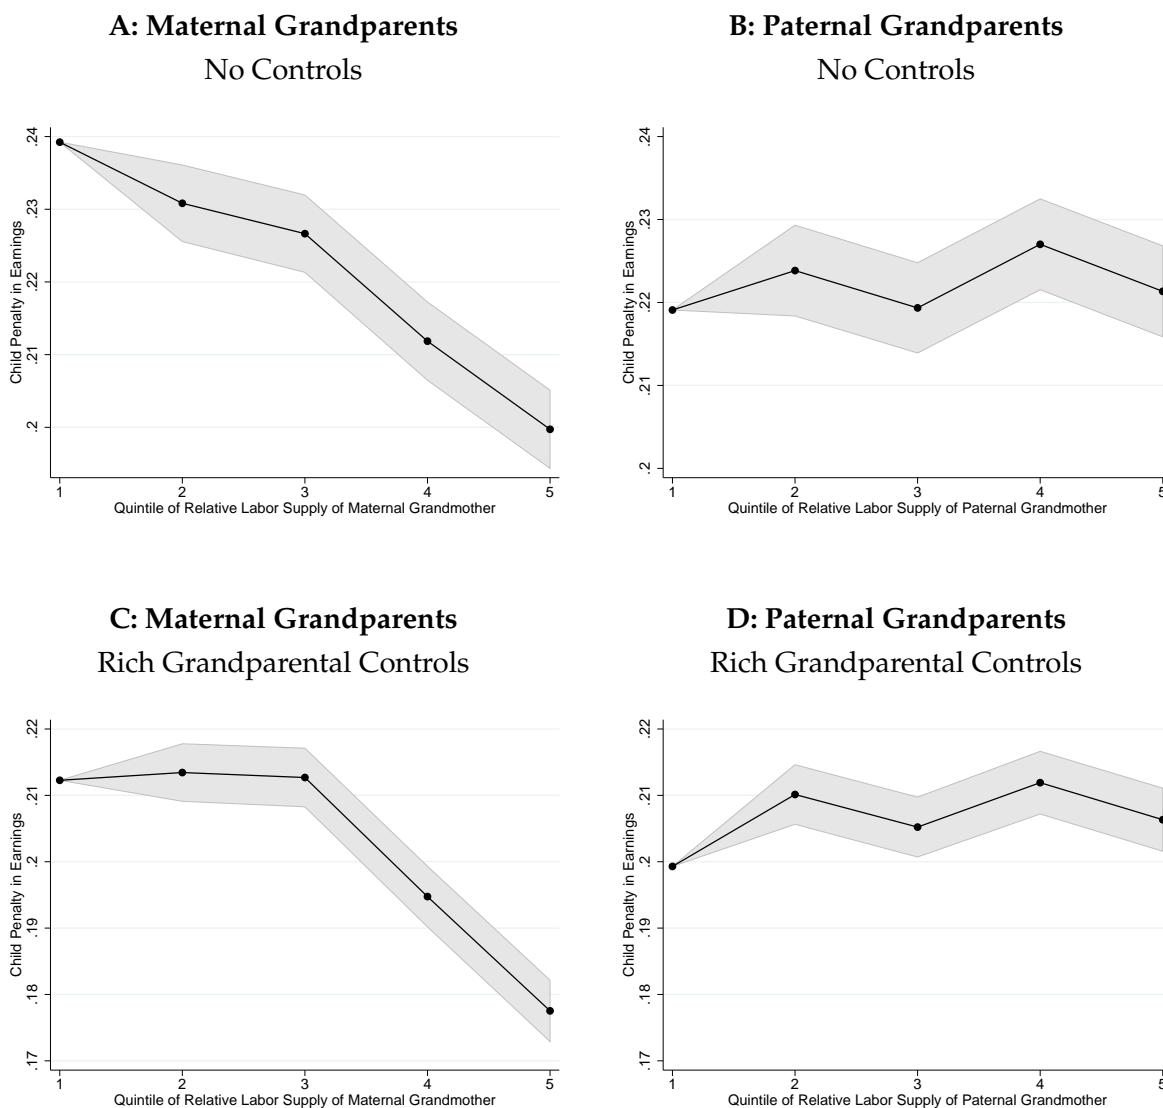 A: Maternal Grandparents
No Controls
.24
.23
.22
.21
.2
Child Penalty in Earnings
1 2 3 4 5
Quintile of Relative Labor Supply of Maternal Grandmother
B: Paternal Grandparents
No Controls
.24
.23
.22
.21
.2
Child Penalty in Earnings
1 2 3 4 5
Quintile of Relative Labor Supply of Paternal Grandmother
C: Maternal Grandparents
Rich Grandparental Controls
.22
.21
.2
.19
.18
.17
Child Penalty in Earnings
1 2 3 4 5
Quintile of Relative Labor Supply of Maternal Grandmother
D: Paternal Grandparents
Rich Grandparental Controls
.22
.21
.2
.19
.18
.17
Child Penalty in Earnings
1 2 3 4 5
Quintile of Relative Labor Supply of Paternal Grandmother